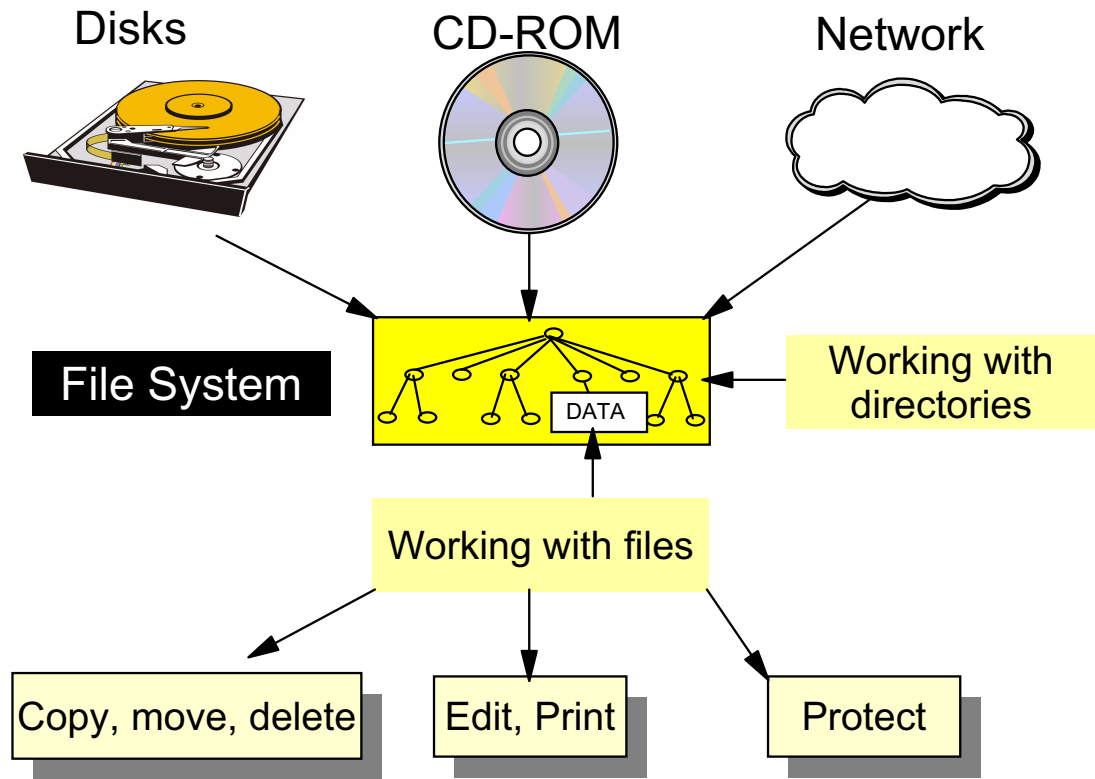 Disks
CD-ROM
Network
File System
DATA
Working with
directories
Working with files
Copy, move, delete
Edit, Print
Protect